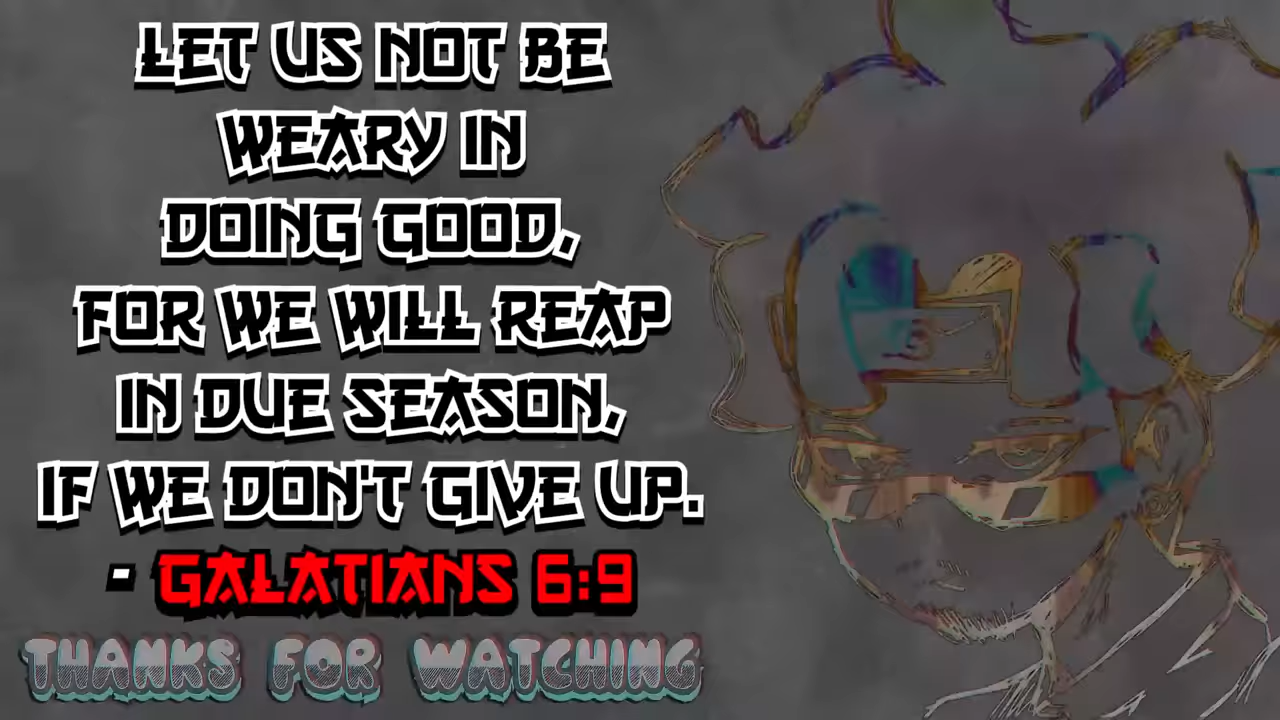 LET US NOT BE
WEARY IN
DOING GOOD,
FOR WE WILL REAP
IN DUE SEASON,
IF WE DON'T GIVE UP.
- GALATIANS 6:9
THANKS FOR WATCHING